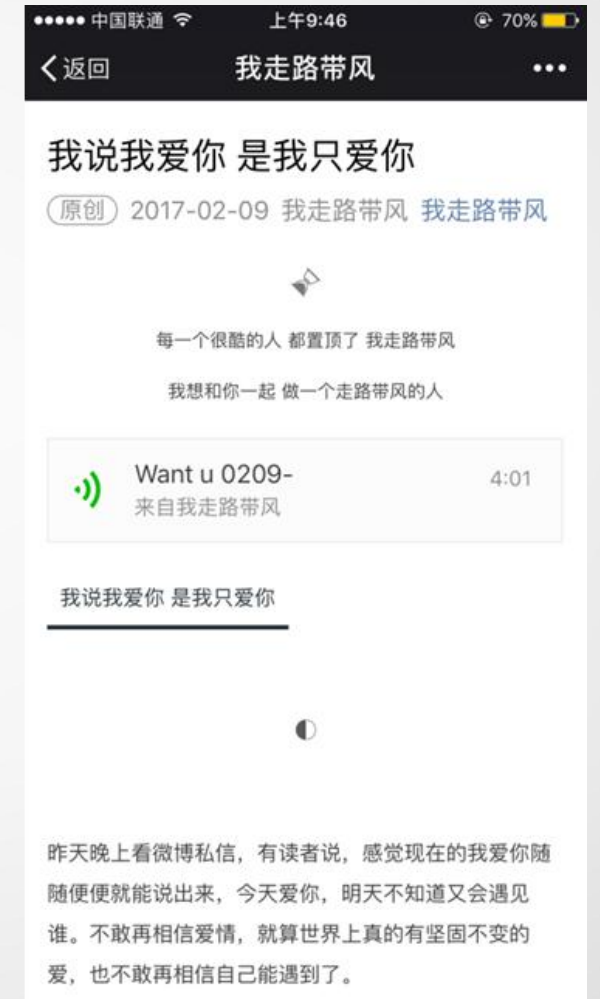 中国联通 上午9:46 70%
返回 我走路带风
我说我爱你 是我只爱你
原创 2017-02-09 我走路带风 我走路带风
每一个很酷的人 都置顶了 我走路带风
我想和你一起 做一个走路带风的人
Want u 0209- 4:01
来自我走路带风
我说我爱你 是我只爱你
昨天晚上看微博私信，有读者说，感觉现在的我爱你随
随便便就能说出来，今天爱你，明天不知道又会遇见
谁。不敢再相信爱情，就算世界上真的有坚固不变的
爱，也不敢再相信自己能遇到了。